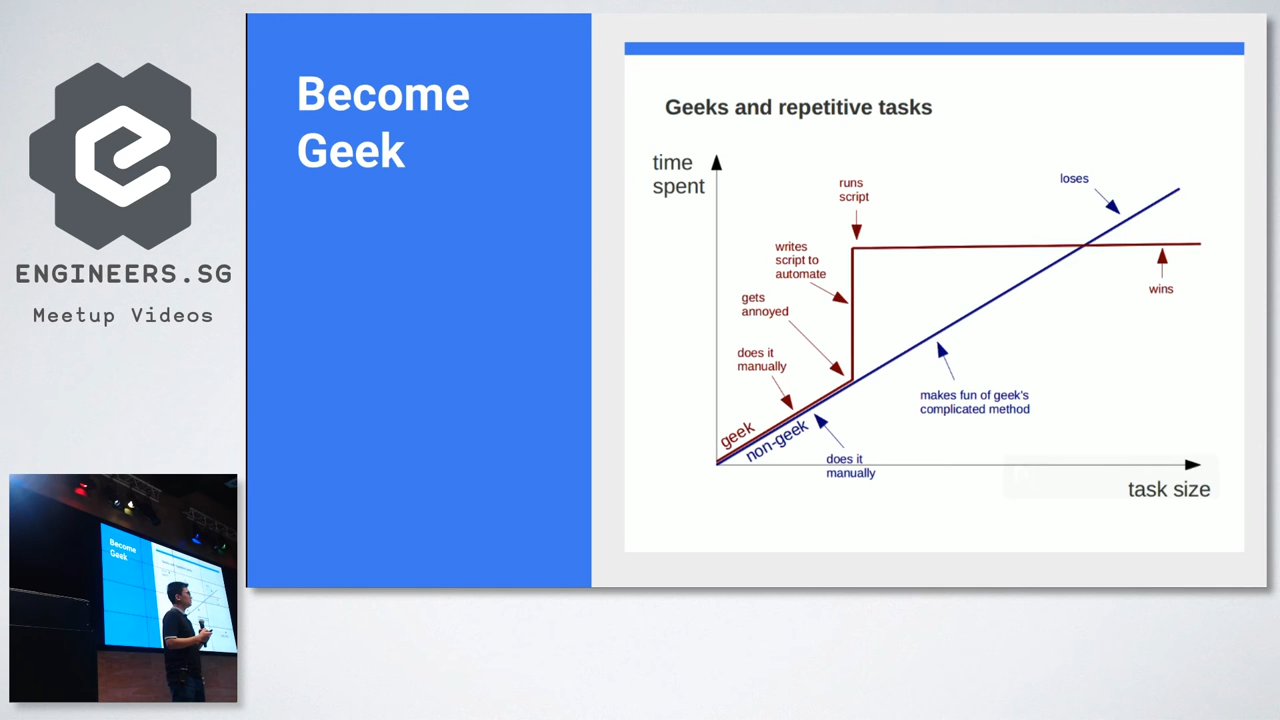 ENGINEERS.SG
Meetup Videos
Become
Geek
Geeks and repetitive tasks
time
spent
runs
script
loses
writes
script to
automate
gets
annoyed
wins
does it
manually
makes fun of geek's
complicated method
geek
non-geek
does it
manually
task size
Become
Geek